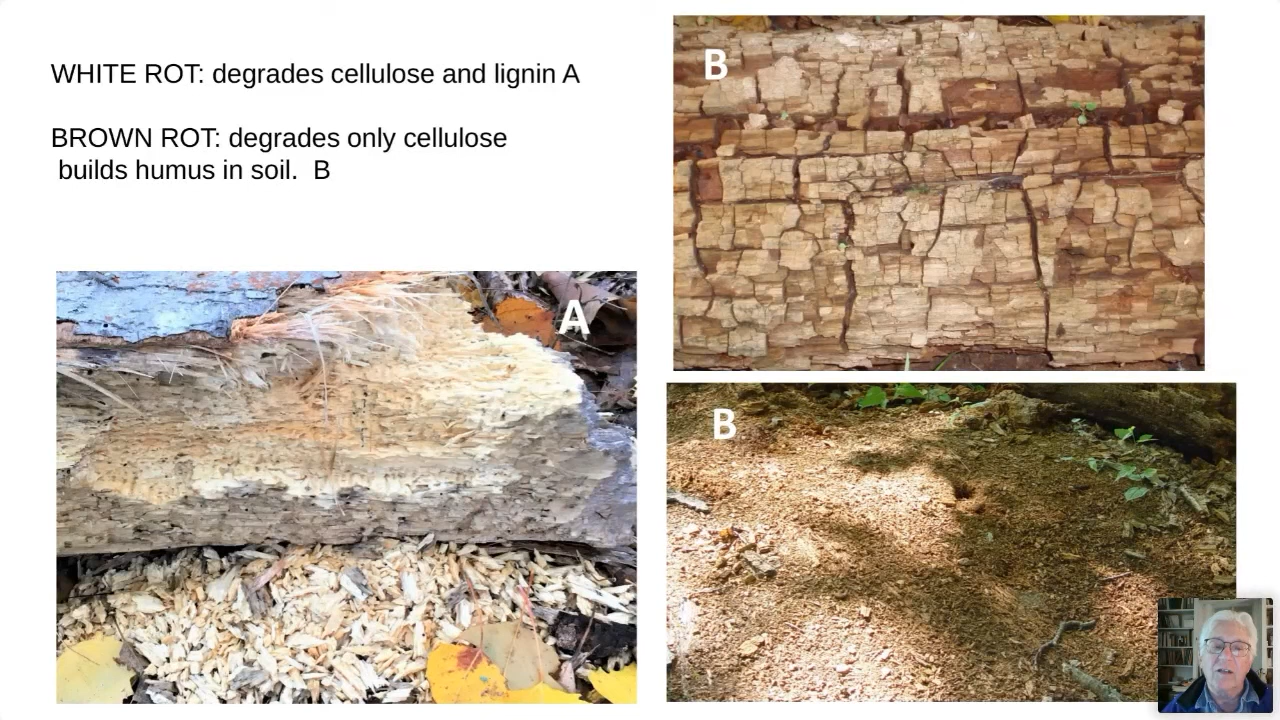 WHITE ROT: degrades cellulose and lignin A
BROWN ROT: degrades only cellulose
builds humus in soil.  B
A
B
B